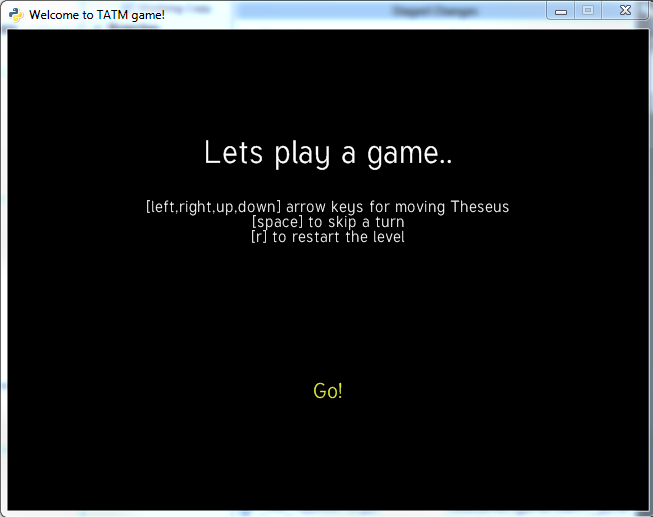 Welcome to TATM game!
Lets play a game..
[left,right,up,down] arrow keys for moving Theseus
[space] to skip a turn
[r] to restart the level
Go!